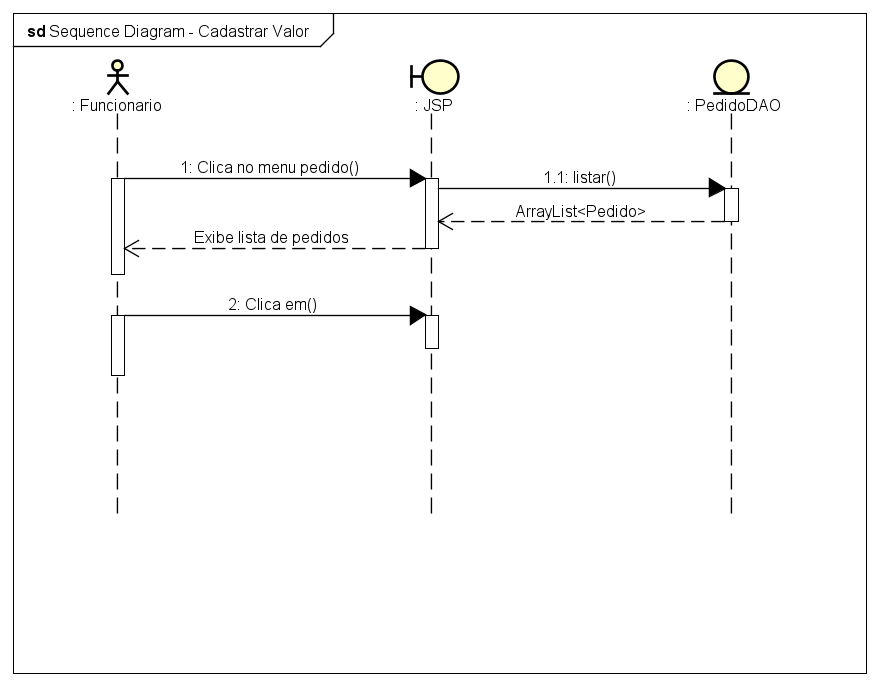 sd Sequence Diagram - Cadastrar Valor
: Funcionario
: JSP
: PedidoDAO
1: Clica no menu pedido()
1.1: listar()
ArrayList<Pedido>
Exibe lista de pedidos
2: Clica em()